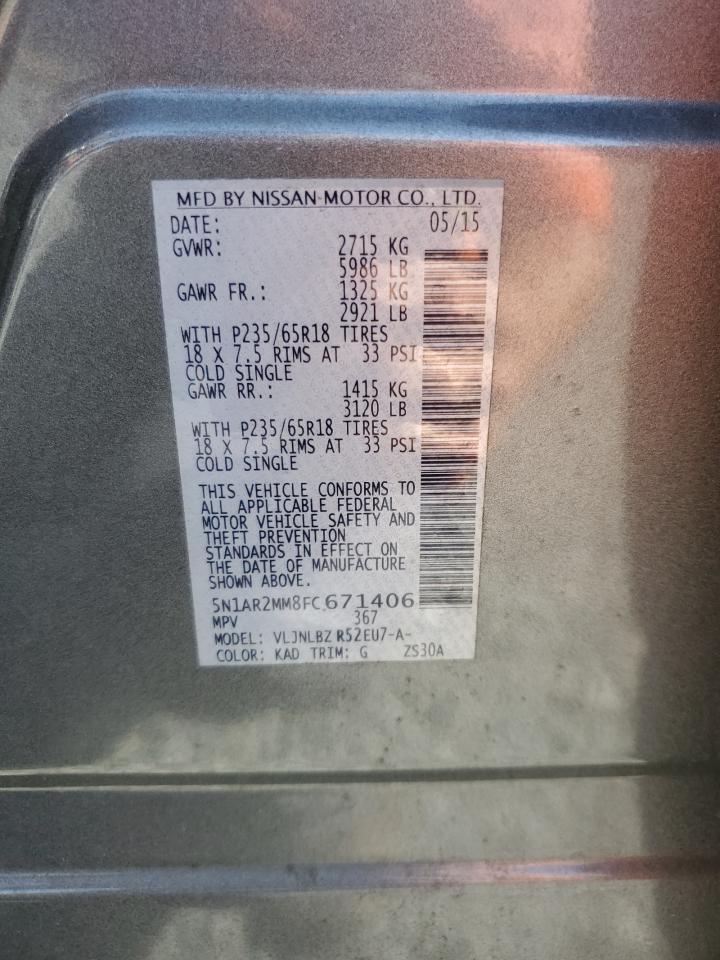 MFD BY NISSAN MOTOR CO., LTD.
DATE: 05/15
GVWR: 2715 KG
5986 LB
GAWR FR.: 1325 KG
2921 LB
WITH P235/65R18 TIRES
18 X 7.5 RIMS AT 33 PSI
COLD SINGLE
GAWR RR.: 1415 KG
3120 LB
WITH P235/65R18 TIRES
18 X 7.5 RIMS AT 33 PSI
COLD SINGLE
THIS VEHICLE CONFORMS TO
ALL APPLICABLE FEDERAL
MOTOR VEHICLE SAFETY AND
THEFT PREVENTION
STANDARDS IN EFFECT ON
THE DATE OF MANUFACTURE
SHOWN ABOVE.
5N1AR2MM8FC671406
MPV 367
MODEL: VLJNLBZ R52EU7-A-
COLOR: KAD TRIM: G ZS30A